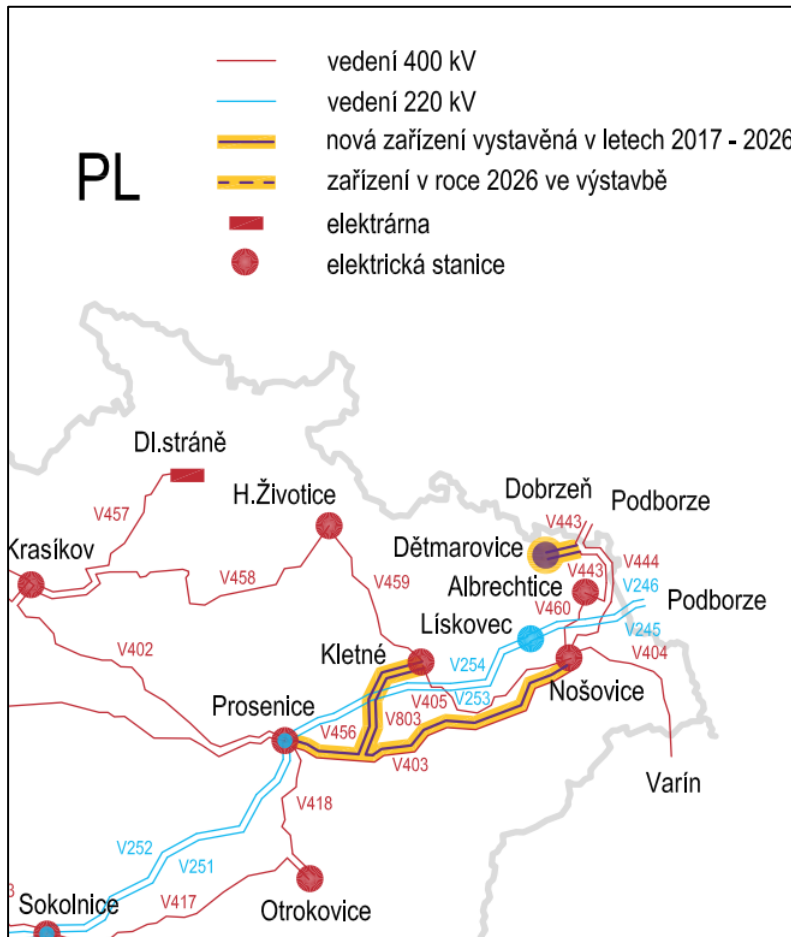 vedení 400 kV
vedení 220 kV
nová zařízení vystavěná v letech 2017 - 2026
zařízení v roce 2026 ve výstavbě
PL
elektrárna
elektrická stanice
Dl.stráně
V457
H.Životice
Dobrzeň
Podborze
V443
Krasíkov
Dětmarovice
V444
V458
V459
Albrechtice
V443
V246
V460
Podborze
Lískovec
V245
V402
Kletné
V254
V404
V253
V405
Nošovice
Prosenice
V456
V803
V403
Varín
V418
V252
V251
V417
Sokolnice
Otrokovice